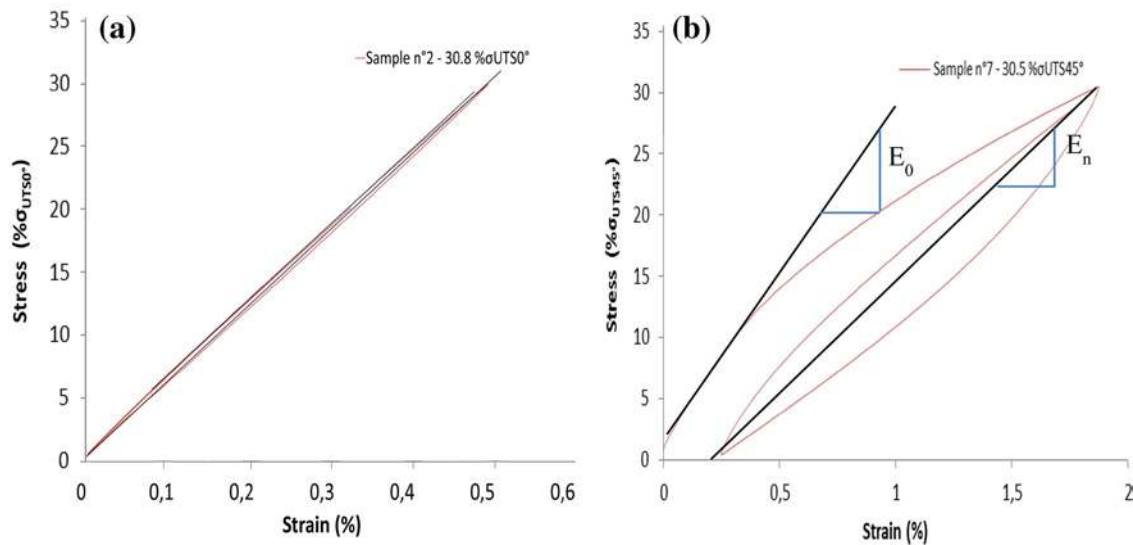 (a)
35
30
25
20
15
10
5
0
Stress (%σUTS0°)
Sample n°2 - 30.8 %σUTS0°
0
0,1
0,2
0,3
0,4
0,5
0,6
Strain (%)
(b)
35
30
25
20
15
10
5
0
Stress (%σUTS45°)
Sample n°7 - 30.5 %σUTS45°
E0
En
0
0,5
1
1,5
2
Strain (%)